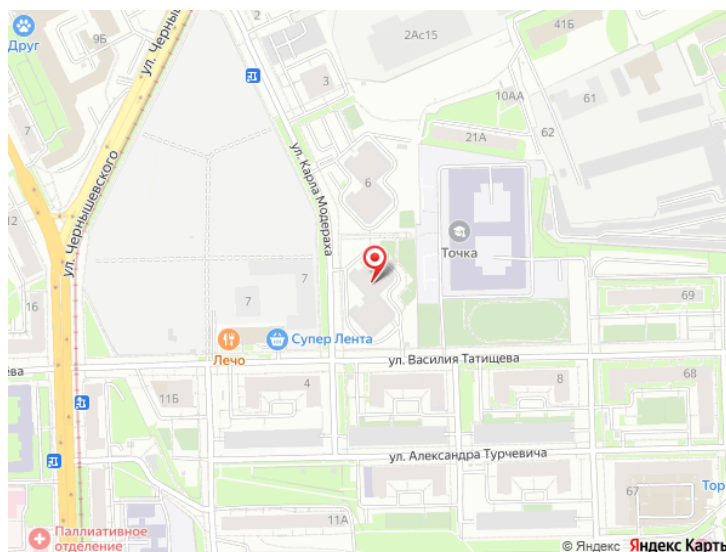 2
41Б
2Ас15
Друг
9Б
ул. Чернышевского
3
10АА
61
7
21А
62
ул. Карла Модераха
6
12
ул. Чернышевского
Точка
7
7
69
16
Супер Лента
Лечо
ева
ул. Василия Татищева
4
8
68
11Б
ул. Александра Турчевича
67
Тор
11А
Паллиативное
отделение
© Яндекс Яндекс Карты